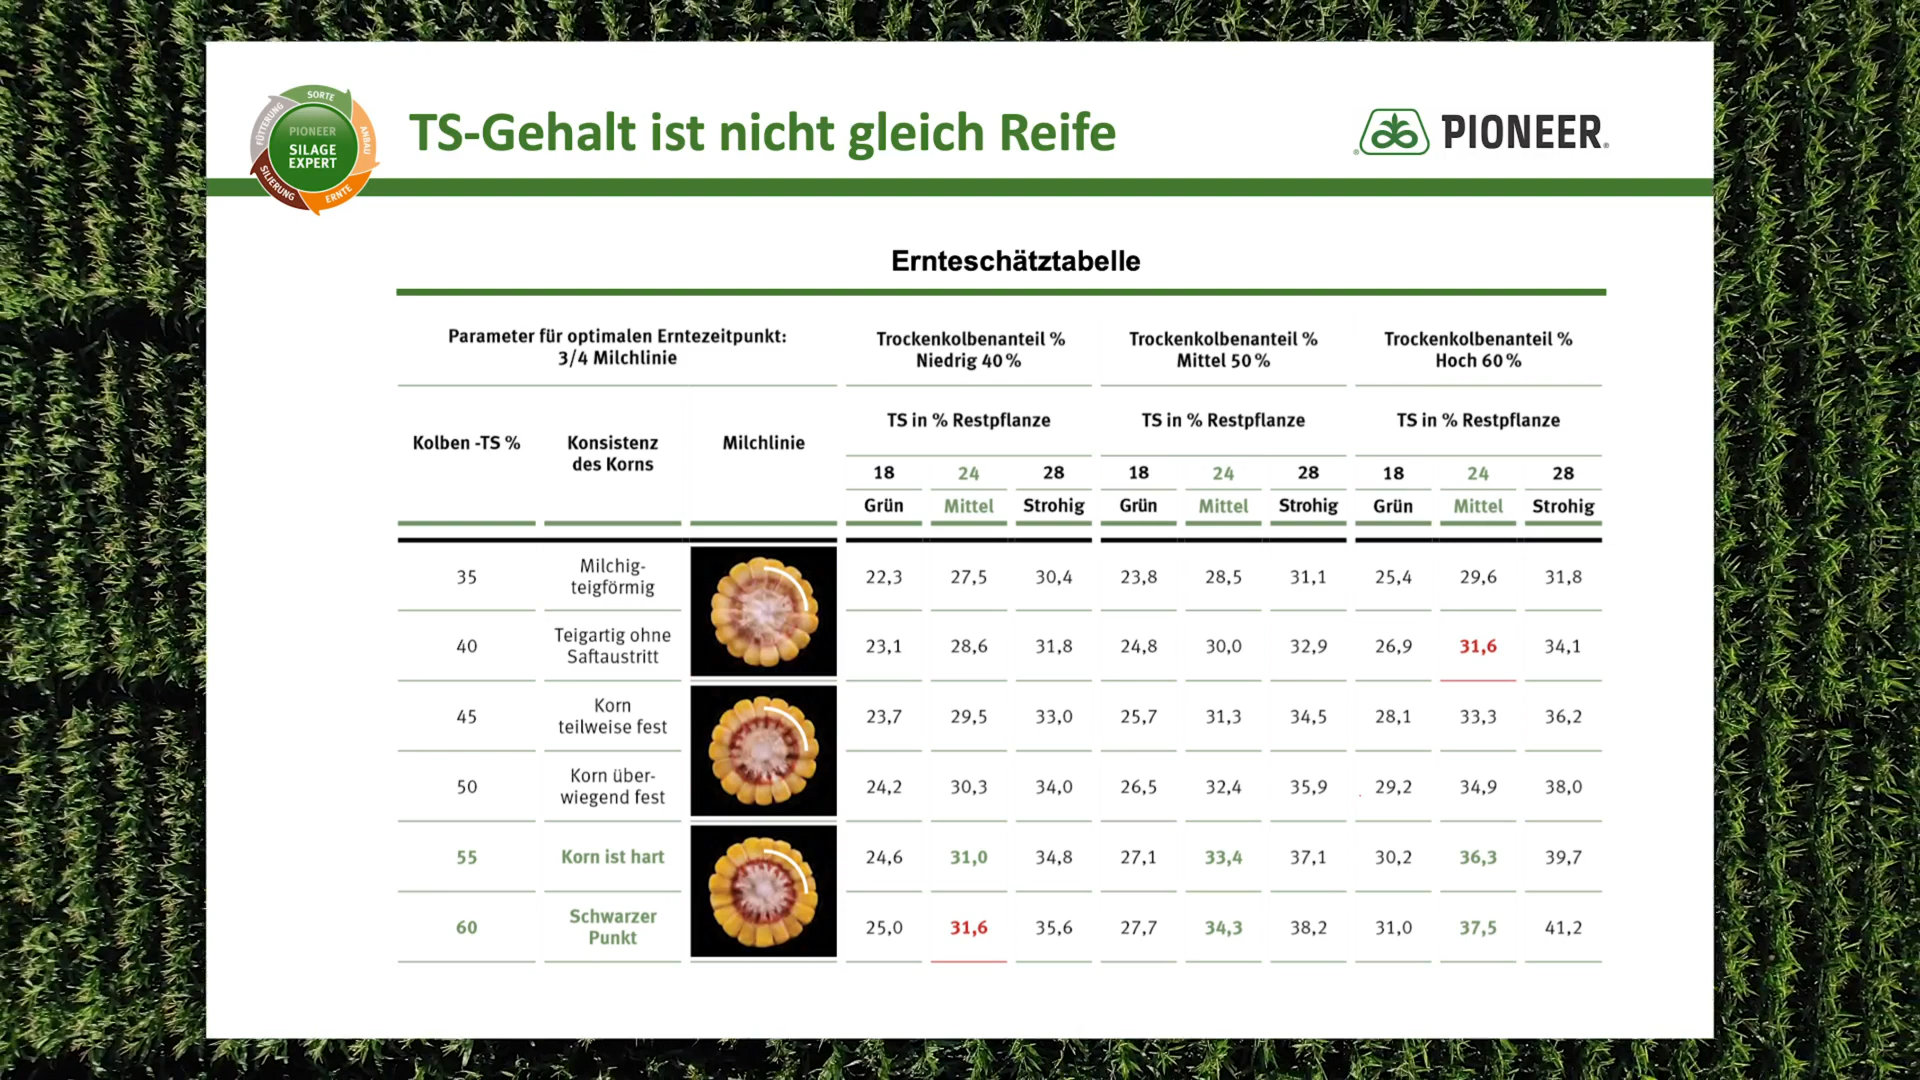 SORTE
ANBAU
ERNTE
SILIERUNG
FÜTTERUNG
PIONEER
SILAGE
EXPERT
TS-Gehalt ist nicht gleich Reife
PIONEER®
Ernteschätztabelle
Parameter für optimalen Erntezeitpunkt:
3/4 Milchlinie
Trockenkolbenanteil %
Niedrig 40 %
Trockenkolbenanteil %
Mittel 50 %
Trockenkolbenanteil %
Hoch 60 %
Kolben -TS %
Konsistenz
des Korns
Milchlinie
TS in % Restpflanze
TS in % Restpflanze
TS in % Restpflanze
18 24 28 18 24 28 18 24 28
Grün Mittel Strohig Grün Mittel Strohig Grün Mittel Strohig
35 Milchig-
teigförmig 22,3 27,5 30,4 23,8 28,5 31,1 25,4 29,6 31,8
40 Teigartig ohne
Saftaustritt 23,1 28,6 31,8 24,8 30,0 32,9 26,9 31,6 34,1
45 Korn
teilweise fest 23,7 29,5 33,0 25,7 31,3 34,5 28,1 33,3 36,2
50 Korn über-
wiegend fest 24,2 30,3 34,0 26,5 32,4 35,9 29,2 34,9 38,0
55 Korn ist hart 24,6 31,0 34,8 27,1 33,4 37,1 30,2 36,3 39,7
60 Schwarzer
Punkt 25,0 31,6 35,6 27,7 34,3 38,2 31,0 37,5 41,2